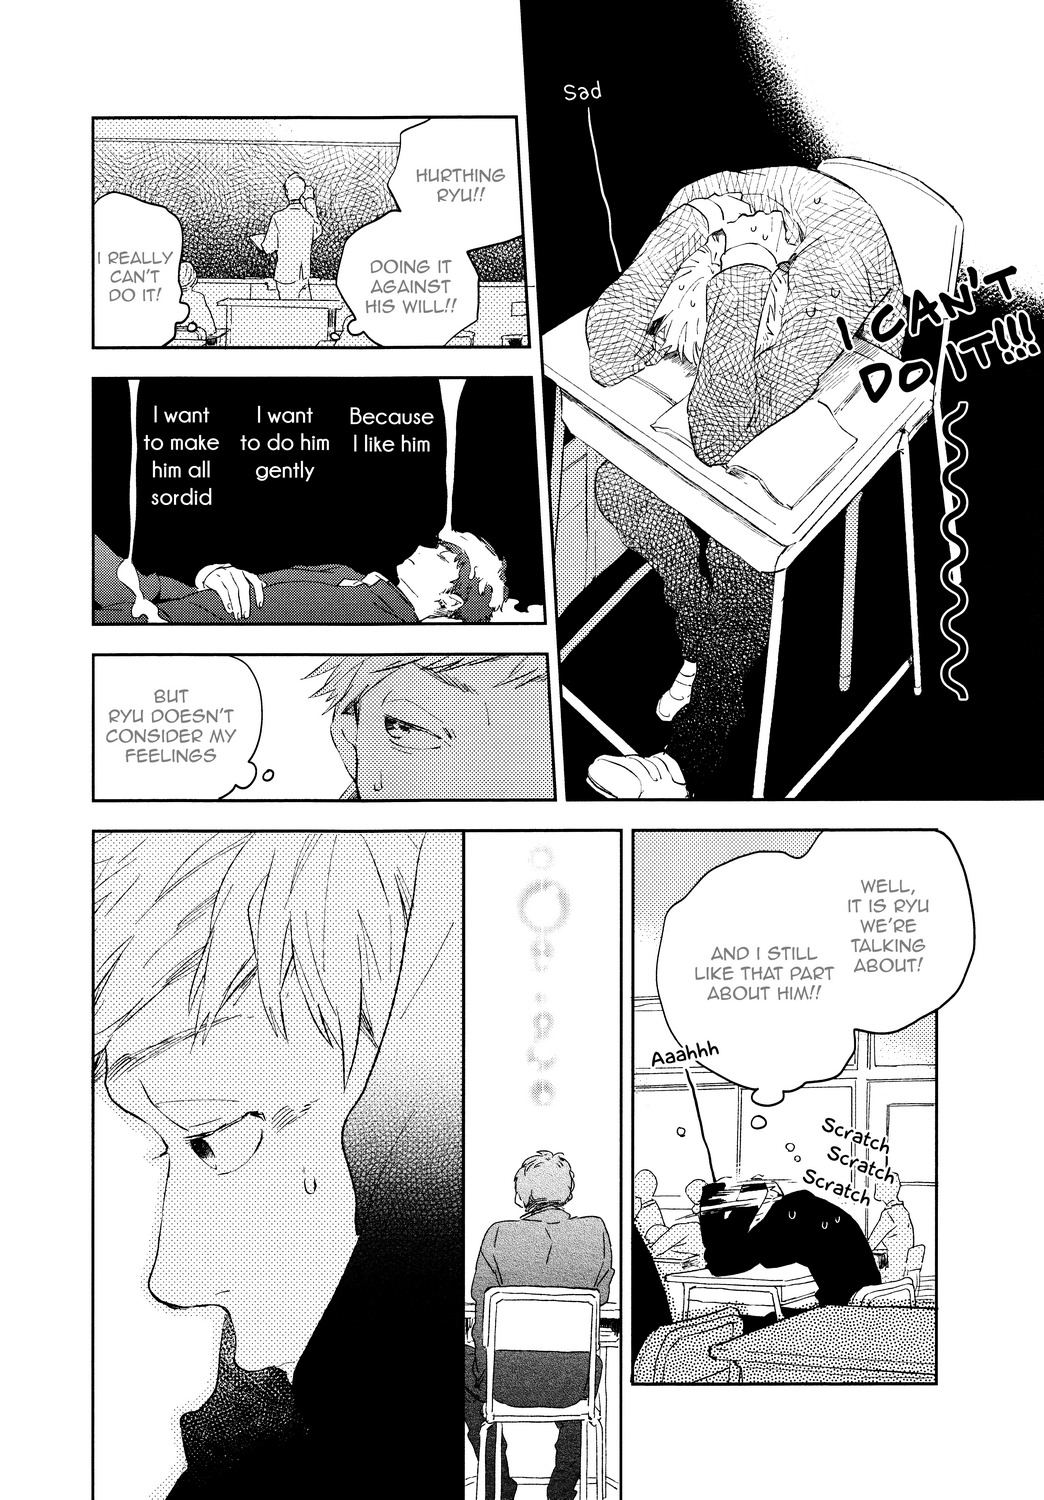 Sad
I CAN'T
DO IT!!!
HURTHING
RYU!!
DOING IT
AGAINST
HIS WILL!!
I REALLY
CAN'T
DO IT!
Because
I like him
I want
to do him
gently
I want
to make
him all
sordid
BUT
RYU DOESN'T
CONSIDER MY
FEELINGS
WELL,
IT IS RYU
WE'RE
TALKING
ABOUT!
AND I STILL
LIKE THAT PART
ABOUT HIM!!
Aaahhh
Scratch
Scratch
Scratch